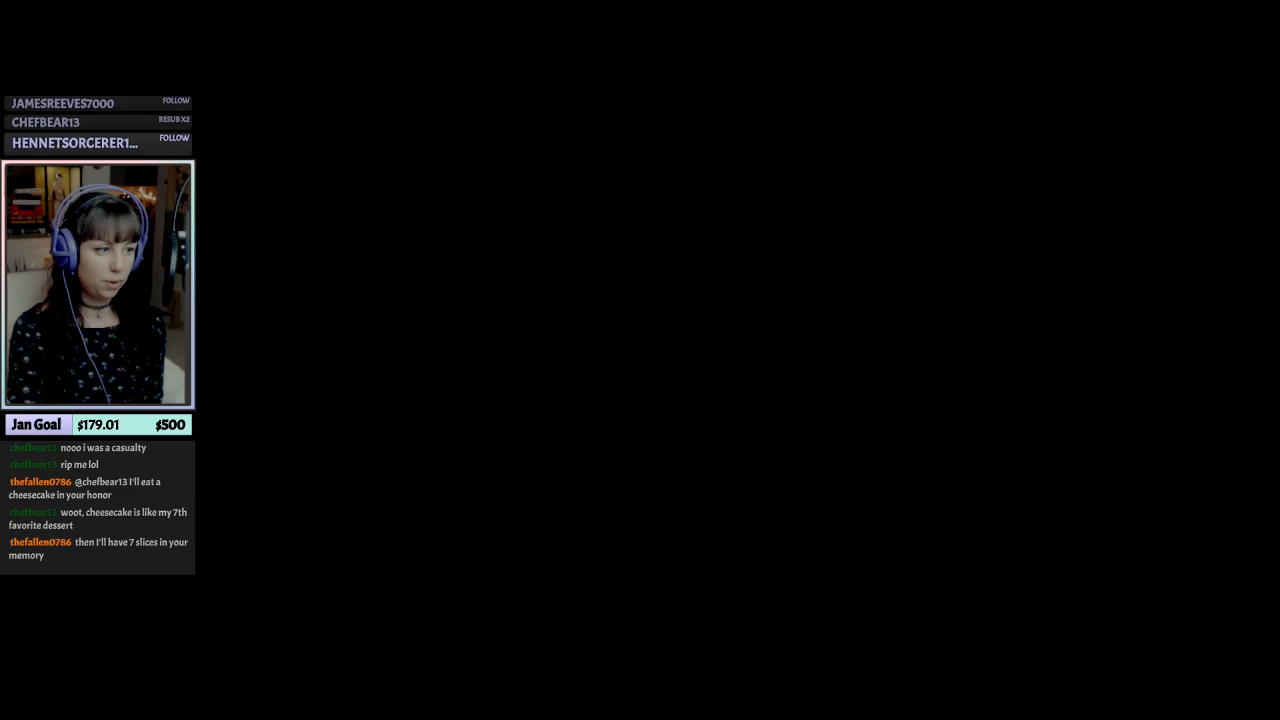 JAMESREEVES7000 FOLLOW
CHEFBEAR13 RESUB X2
HENNETSORCERER1... FOLLOW
Jan Goal $179.01 $500
chefbear13 nooo i was a casualty
chefbear13 rip me lol
thefallen0786 @chefbear13 I'll eat a
cheesecake in your honor
chefbear13 woot, cheesecake is like my 7th
favorite dessert
thefallen0786 then I'll have 7 slices in your
memory